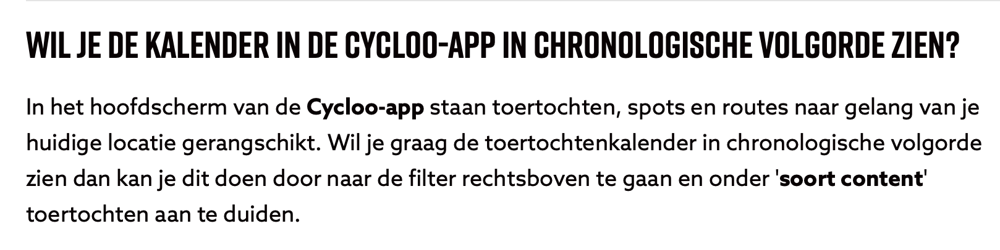 WIL JE DE KALENDER IN DE CYCLOO-APP IN CHRONOLOGISCHE VOLGORDE ZIEN?
In het hoofdscherm van de Cycloo-app staan toertochten, spots en routes naar gelang van je
huidige locatie gerangschikt. Wil je graag de toertochtenkalender in chronologische volgorde
zien dan kan je dit doen door naar de filter rechtsboven te gaan en onder 'soort content'
toertochten aan te duiden.